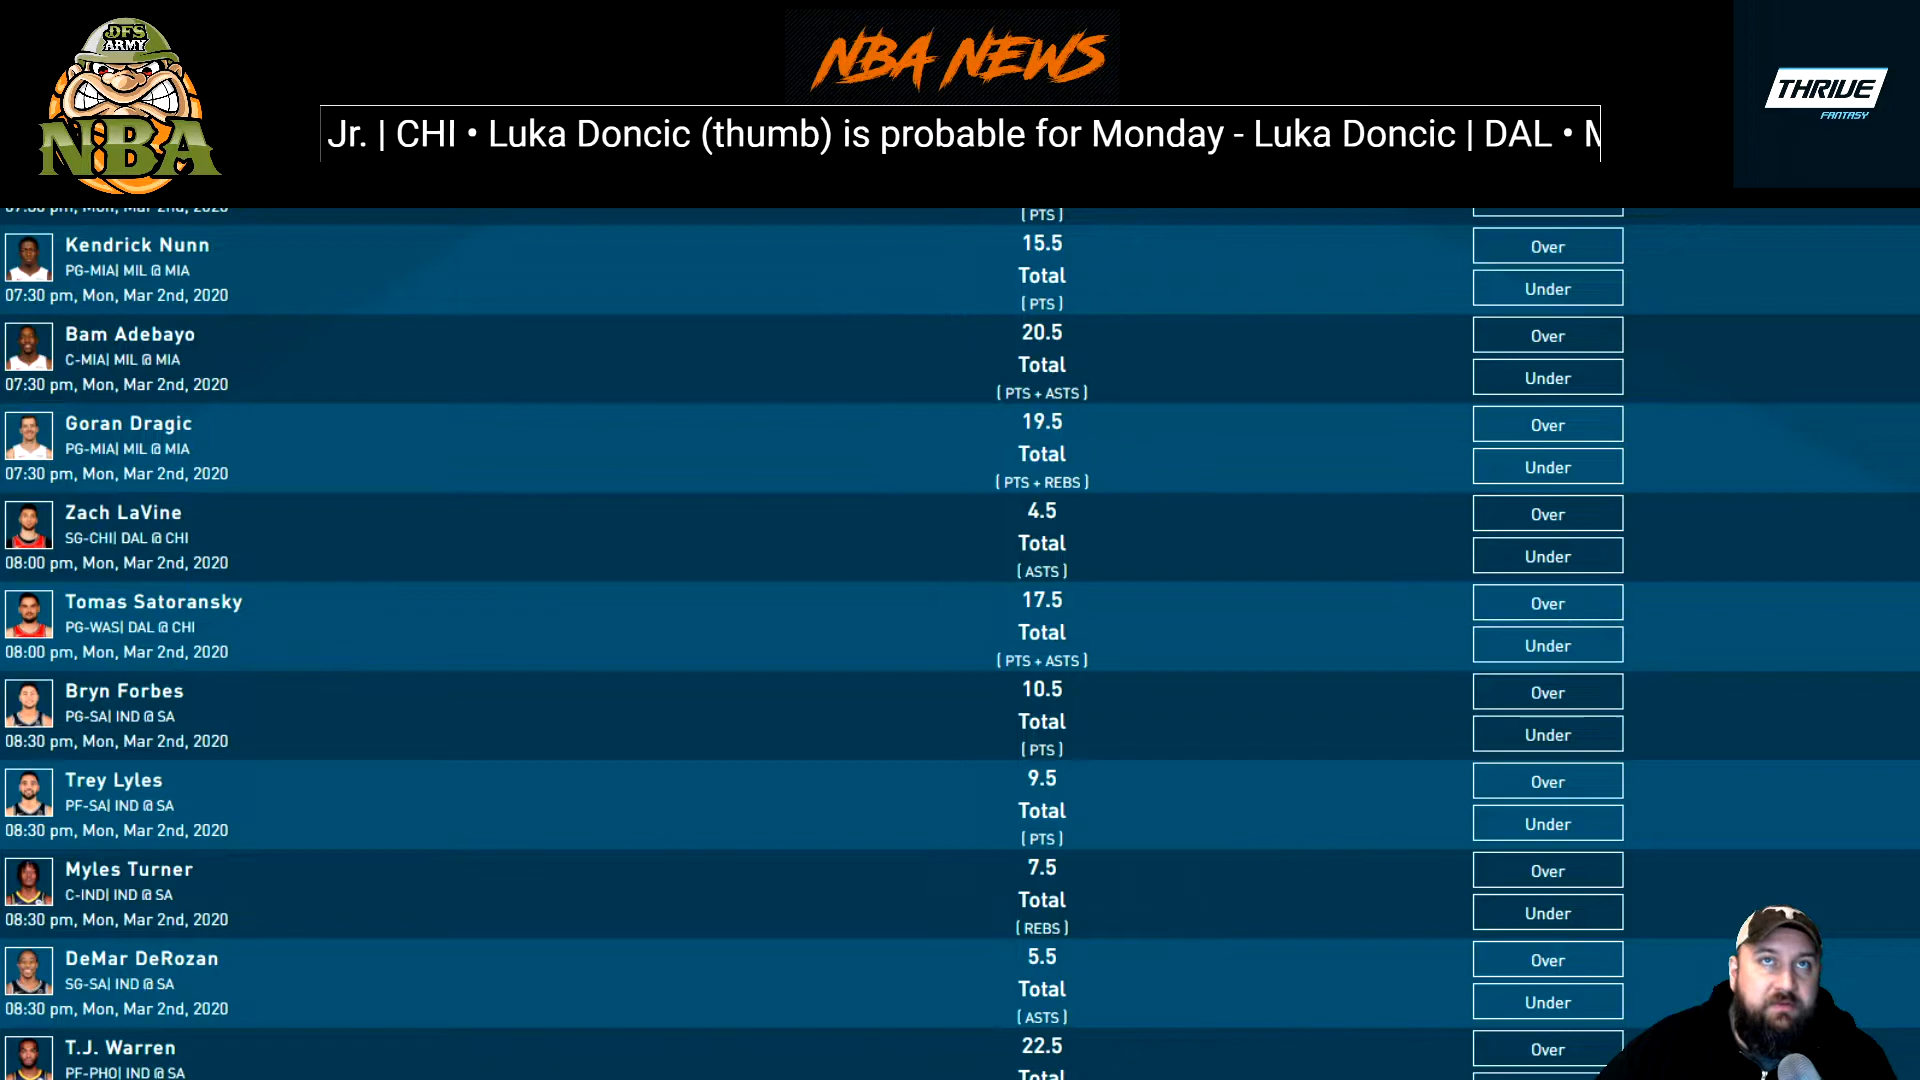 DFS
ARMY
NBA
NBA NEWS
THRIVE
FANTASY
Jr. | CHI • Luka Doncic (thumb) is probable for Monday - Luka Doncic | DAL •
07:30 pm, Mon, Mar 2nd, 2020
[ PTS ]
Kendrick Nunn
PG-MIA| MIL @ MIA
07:30 pm, Mon, Mar 2nd, 2020
15.5
Total
[ PTS ]
Over
Under
Bam Adebayo
C-MIA| MIL @ MIA
07:30 pm, Mon, Mar 2nd, 2020
20.5
Total
[ PTS + ASTS ]
Over
Under
Goran Dragic
PG-MIA| MIL @ MIA
07:30 pm, Mon, Mar 2nd, 2020
19.5
Total
[ PTS + REBS ]
Over
Under
Zach LaVine
SG-CHI| DAL @ CHI
08:00 pm, Mon, Mar 2nd, 2020
4.5
Total
[ ASTS ]
Over
Under
Tomas Satoransky
PG-WAS| DAL @ CHI
08:00 pm, Mon, Mar 2nd, 2020
17.5
Total
[ PTS + ASTS ]
Over
Under
Bryn Forbes
PG-SA| IND @ SA
08:30 pm, Mon, Mar 2nd, 2020
10.5
Total
[ PTS ]
Over
Under
Trey Lyles
PF-SA| IND @ SA
08:30 pm, Mon, Mar 2nd, 2020
9.5
Total
[ PTS ]
Over
Under
Myles Turner
C-IND| IND @ SA
08:30 pm, Mon, Mar 2nd, 2020
7.5
Total
[ REBS ]
Over
Under
DeMar DeRozan
SG-SA| IND @ SA
08:30 pm, Mon, Mar 2nd, 2020
5.5
Total
[ ASTS ]
Over
Under
T.J. Warren
PF-PHO| IND @ SA
22.5
Total
Over